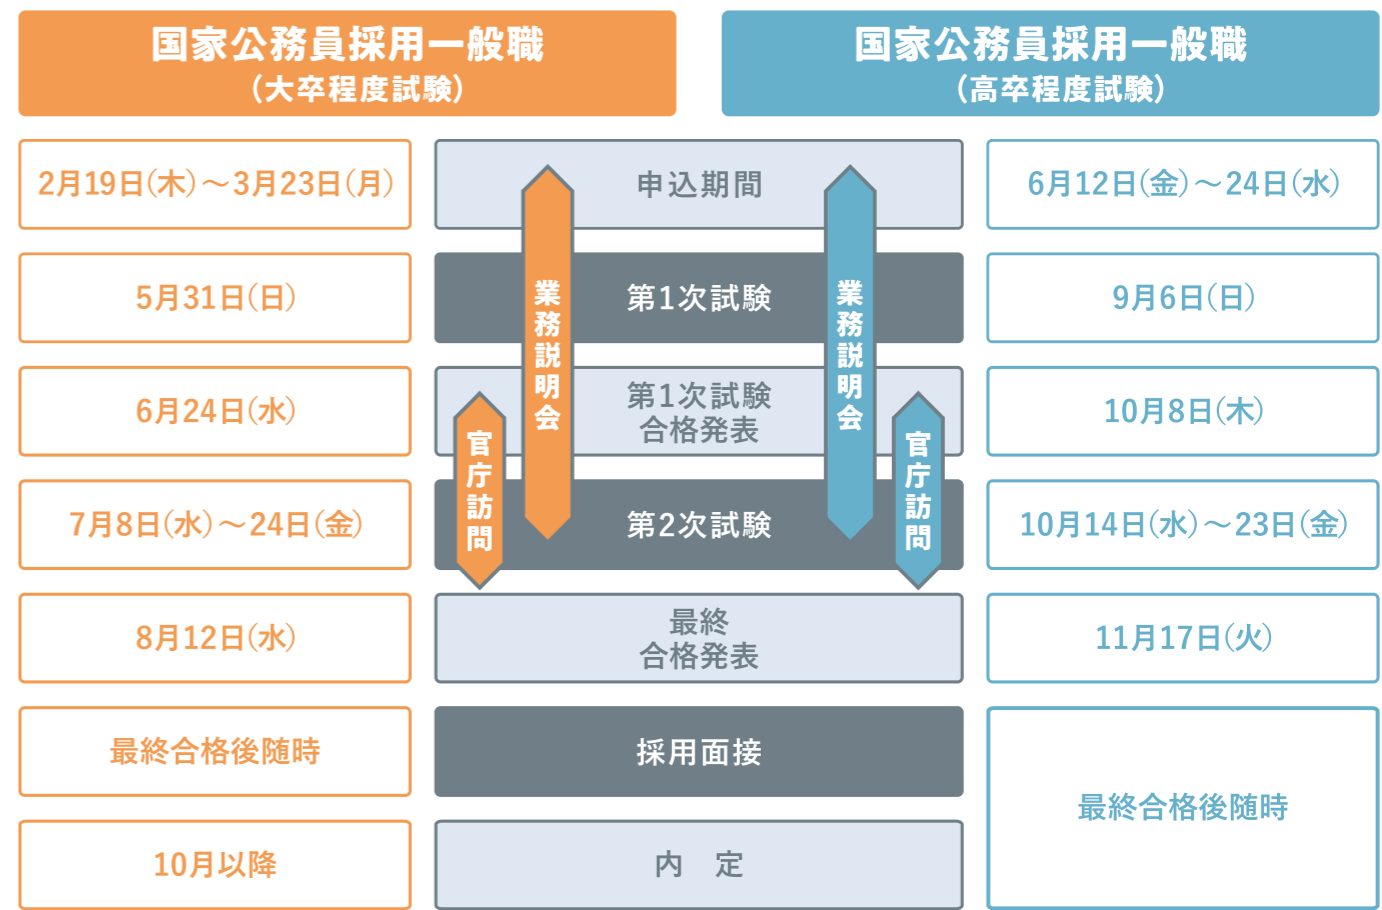 国家公務員採用一般職
（大卒程度試験）
国家公務員採用一般職
（高卒程度試験）
2月19日（木）～3月23日（月）
申込期間
6月12日（金）～24日（水）
5月31日（日）
第1次試験
9月6日（日）
6月24日（水）
第1次試験
合格発表
10月8日（木）
7月8日（水）～24日（金）
第2次試験
10月14日（水）～23日（金）
8月12日（水）
最終
合格発表
11月17日（火）
最終合格後随時
採用面接
最終合格後随時
10月以降
内　定
業務説明会
官庁訪問
業務説明会
官庁訪問